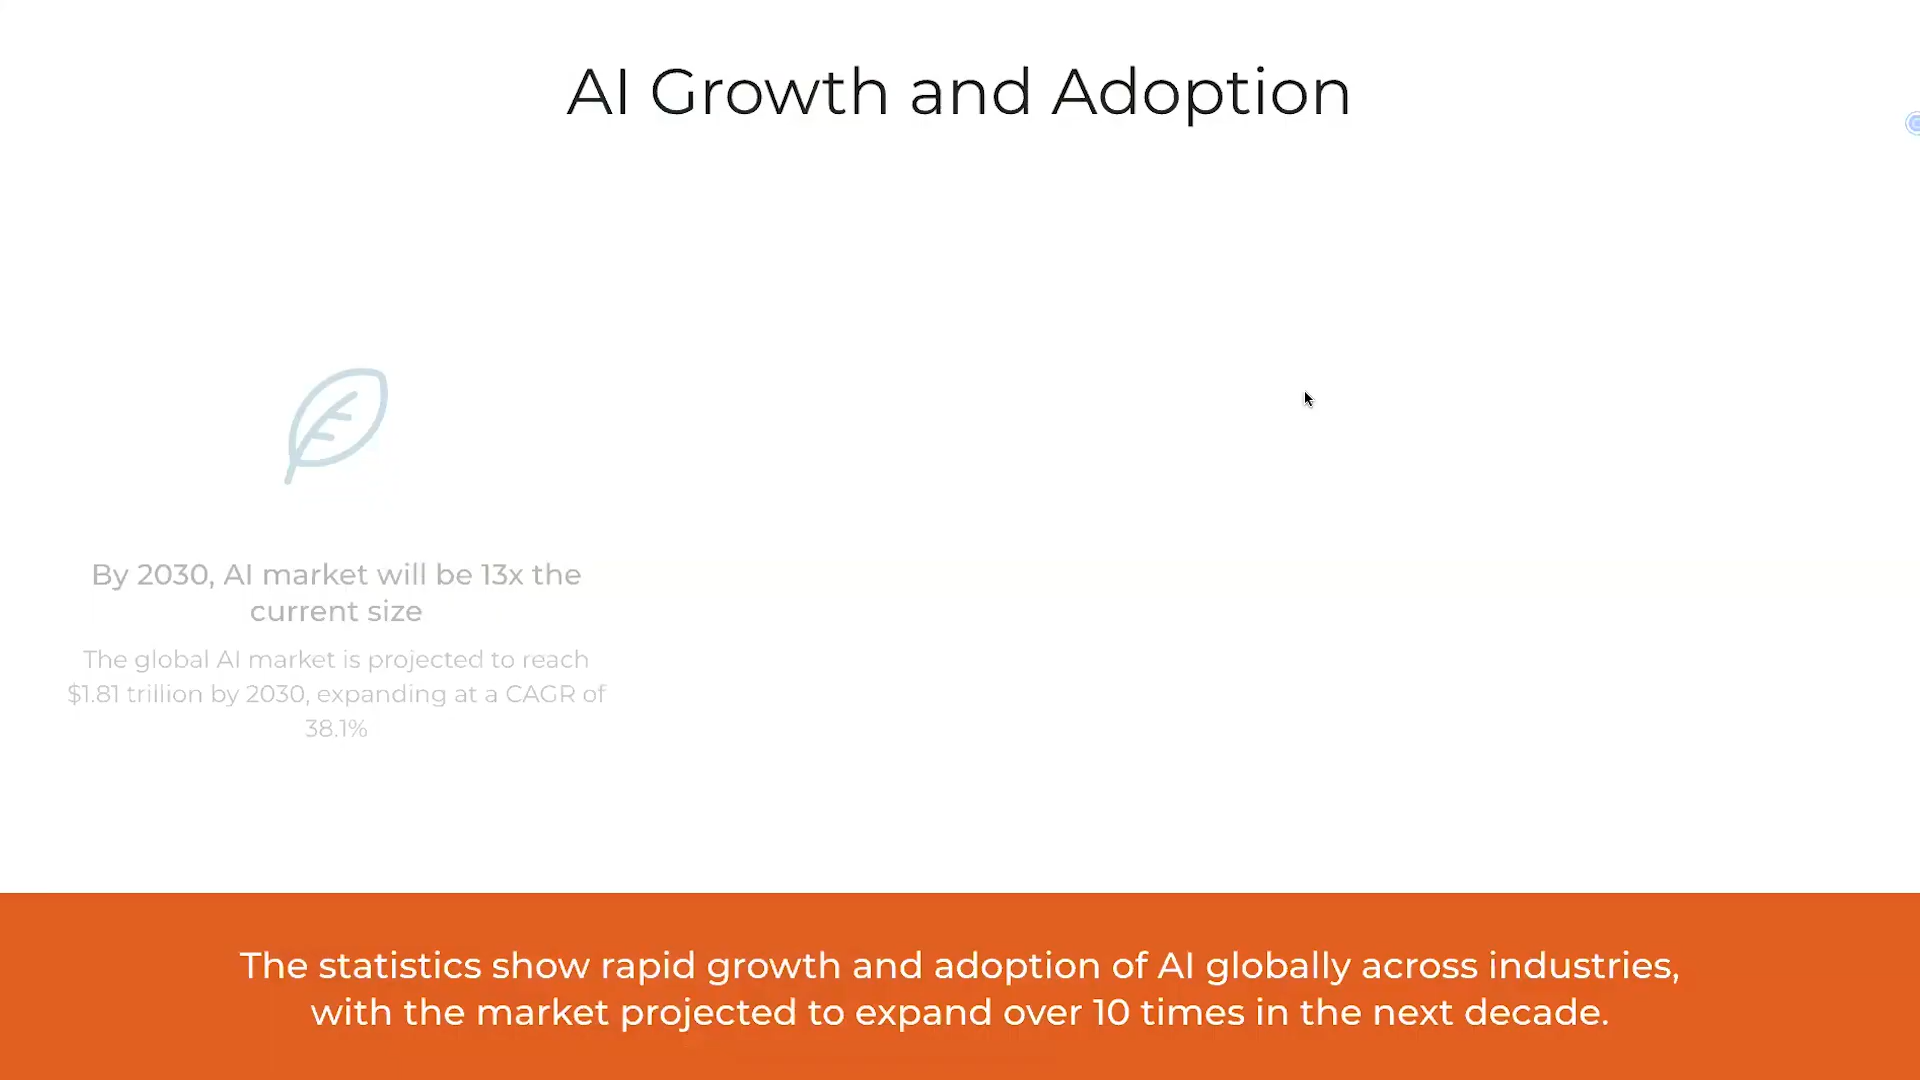 AI Growth and Adoption
By 2030, AI market will be 13x the
current size
The global AI market is projected to reach
$1.81 trillion by 2030, expanding at a CAGR of
38.1%
The statistics show rapid growth and adoption of AI globally across industries,
with the market projected to expand over 10 times in the next decade.